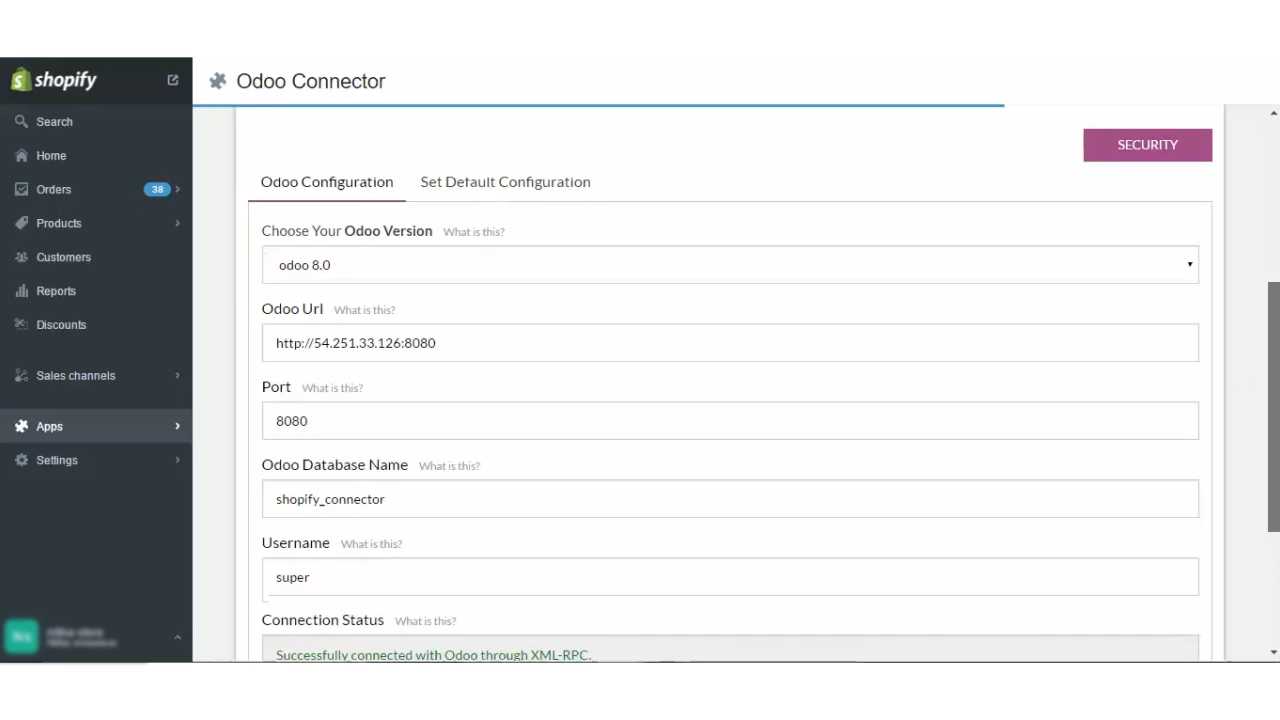 shopify
Odoo Connector
Search
Home
Orders 38
Products
Customers
Reports
Discounts
Sales channels
Apps
Settings
SECURITY
Odoo Configuration Set Default Configuration
Choose Your Odoo Version What is this?
odoo 8.0
Odoo Url What is this?
http://54.251.33.126:8080
Port What is this?
8080
Odoo Database Name What is this?
shopify_connector
Username What is this?
super
Connection Status What is this?
Successfully connected with Odoo through XML-RPC.